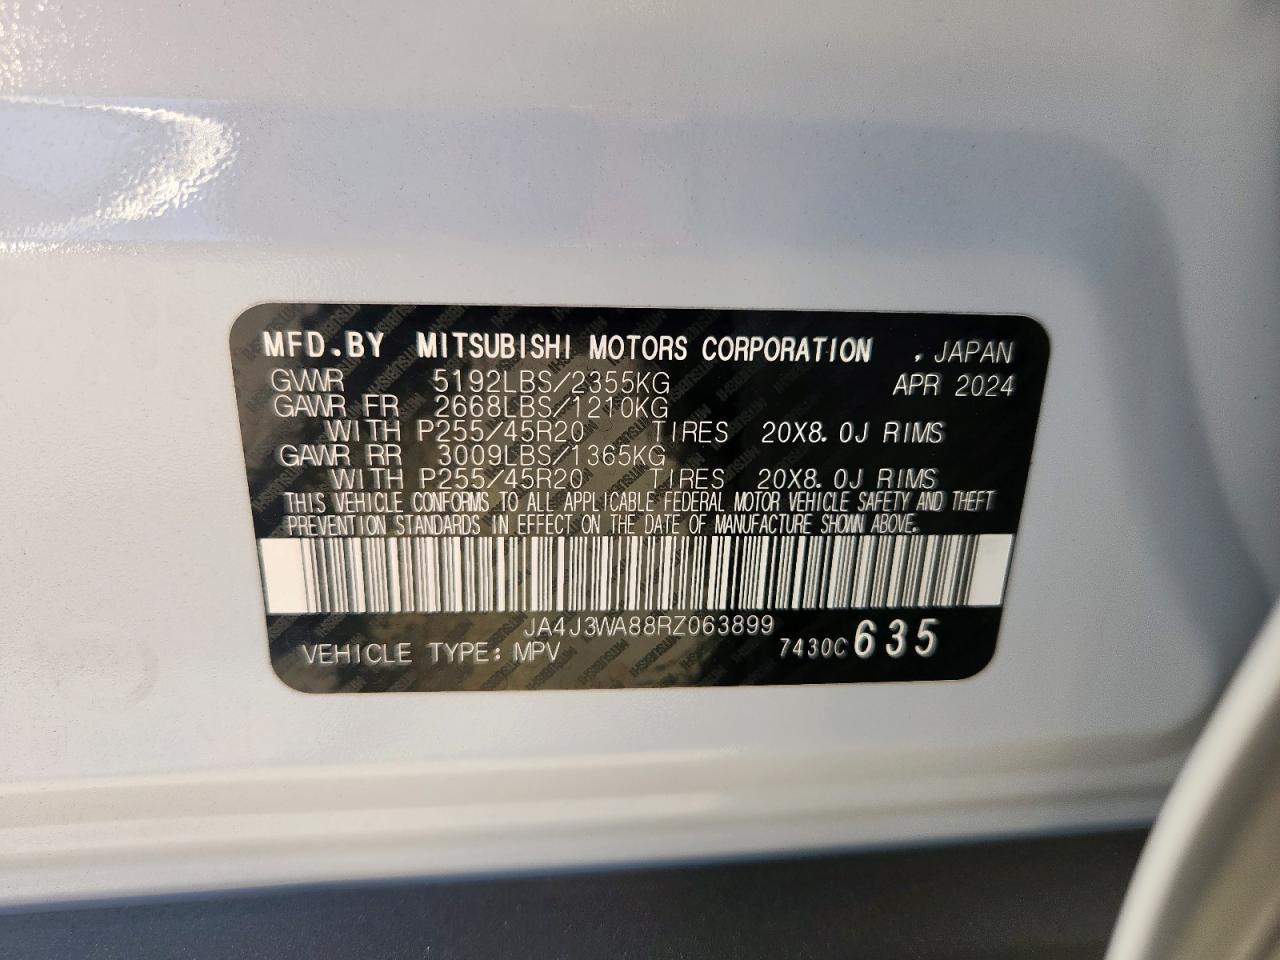 MFD.BY MITSUBISHI MOTORS CORPORATION , JAPAN
GVWR 5192LBS/2355KG APR 2024
GAWR FR 2668LBS/1210KG
WITH P255/45R20 TIRES 20X8.0J RIMS
GAWR RR 3009LBS/1365KG
WITH P255/45R20 TIRES 20X8.0J RIMS
THIS VEHICLE CONFORMS TO ALL APPLICABLE FEDERAL MOTOR VEHICLE SAFETY AND THEFT
PREVENTION STANDARDS IN EFFECT ON THE DATE OF MANUFACTURE SHOWN ABOVE.
JA4J3WA88RZ063899
VEHICLE TYPE: MPV 7430C 635